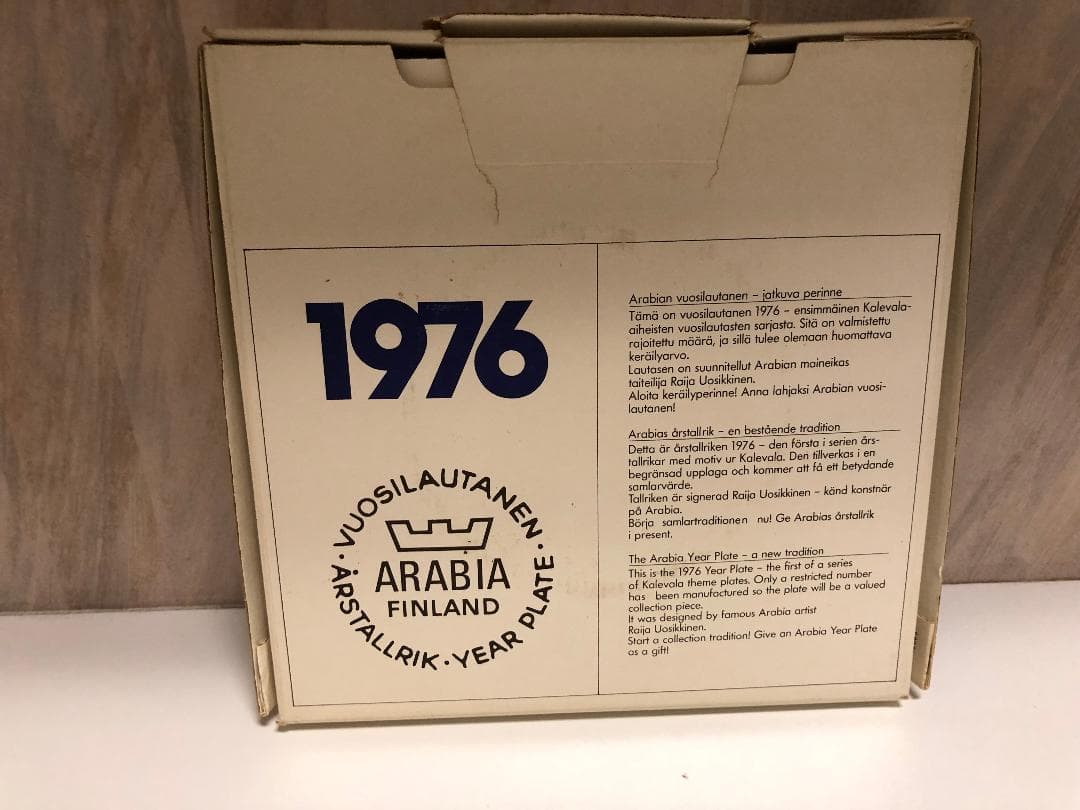 1976
VUOSILAUTANEN · ÅRSTALLRIK · YEAR PLATE ·
ARABIA
FINLAND
Arabian vuosilautanen – jatkuva perinne
Tämä on vuosilautanen 1976 – ensimmäinen Kalevala-
aiheisten vuosilautasten sarjasta. Sitä on valmistettu
rajoitettu määrä, ja sillä tulee olemaan huomattava
keräilyarvo.
Lautasen on suunnitellut Arabian maineikas
taiteilija Raija Uosikkinen.
Aloita keräilyperinne! Anna lahjaksi Arabian vuosi-
lautanen!
Arabias årstallrik – en bestående tradition
Detta är årstallriken 1976 – den första i serien års-
tallrikar med motiv ur Kalevala. Den tillverkas i en
begränsad upplaga och kommer att få ett betydande
samlarvärde.
Tallriken är signerad Raija Uosikkinen – känd konstnär
på Arabia.
Börja samlartraditionen nu! Ge Arabias årstallrik
i present.
The Arabia Year Plate – a new tradition
This is the 1976 Year Plate – the first of a series
of Kalevala theme plates. Only a restricted number
has been manufactured so the plate will be a valued
collection piece.
It was designed by famous Arabia artist
Raija Uosikkinen.
Start a collection tradition! Give an Arabia Year Plate
as a gift!